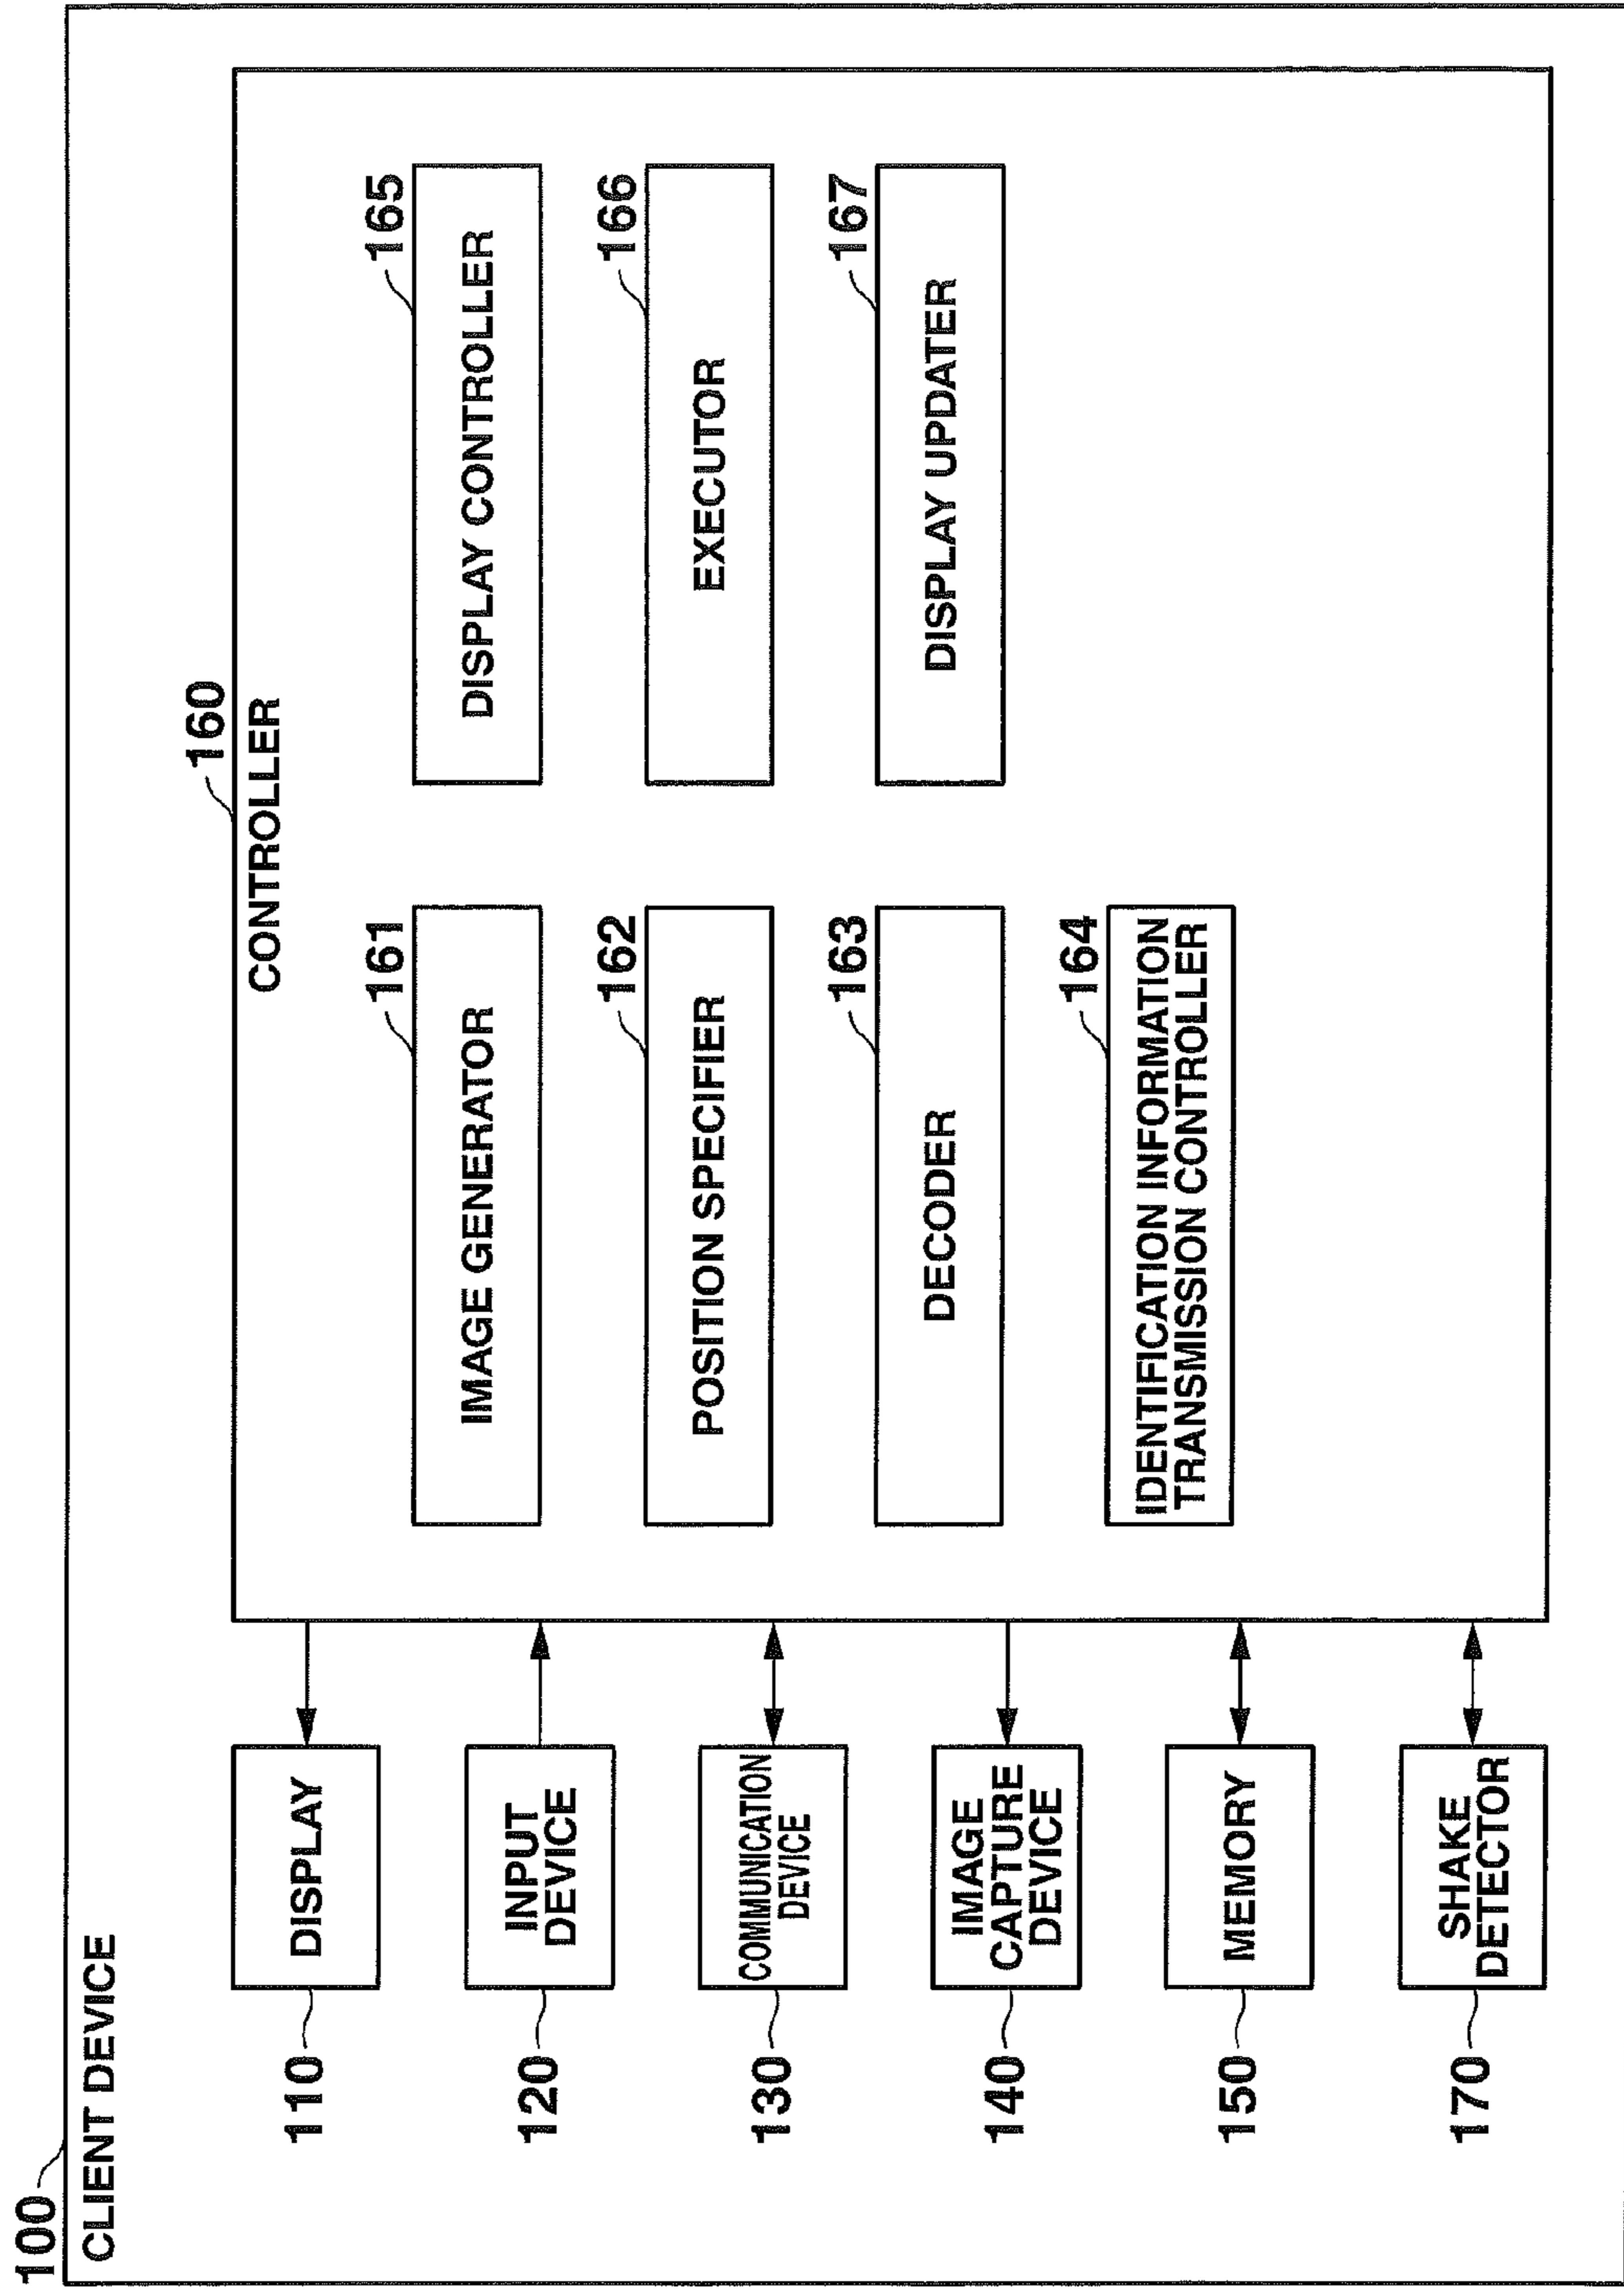 100
CLIENT DEVICE
160
CONTROLLER
110
DISPLAY
161
IMAGE GENERATOR
165
DISPLAY CONTROLLER
120
INPUT
DEVICE
162
POSITION SPECIFIER
166
EXECUTOR
130
COMMUNICATION
DEVICE
163
DECODER
167
DISPLAY UPDATER
140
IMAGE
CAPTURE
DEVICE
164
IDENTIFICATION INFORMATION
TRANSMISSION CONTROLLER
150
MEMORY
170
SHAKE
DETECTOR